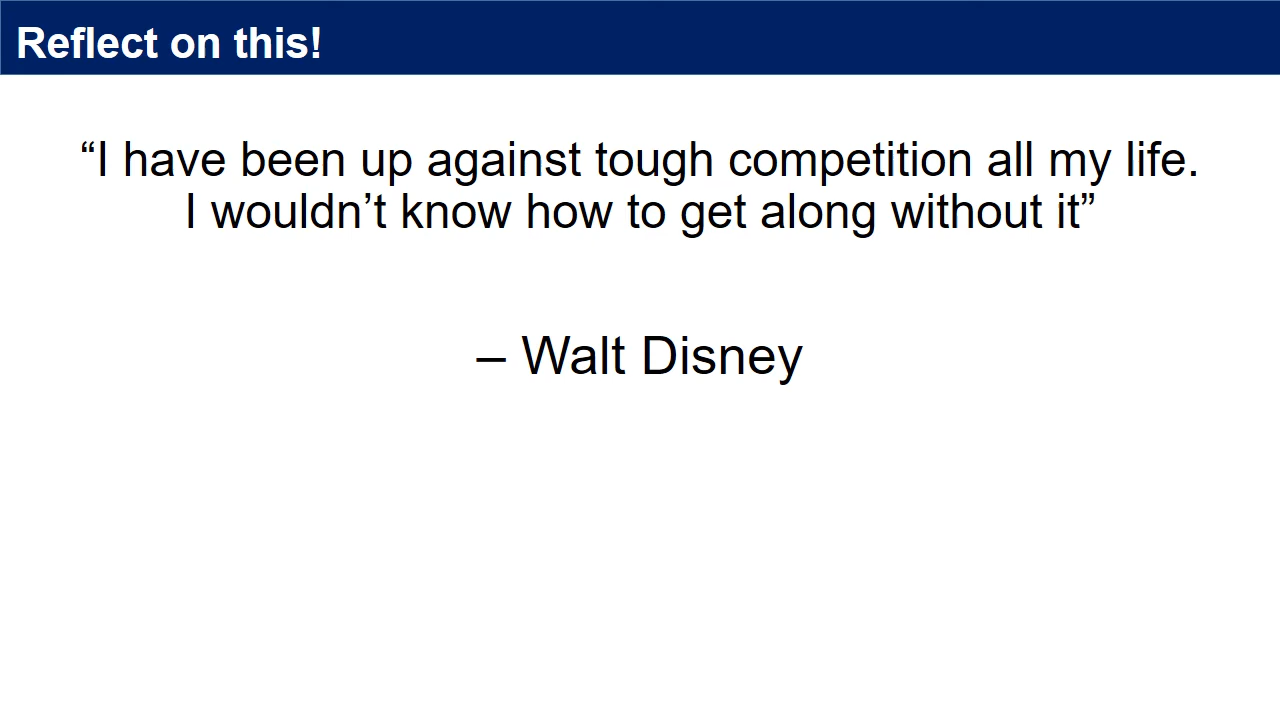 Reflect on this!
“I have been up against tough competition all my life.
I wouldn’t know how to get along without it”
– Walt Disney